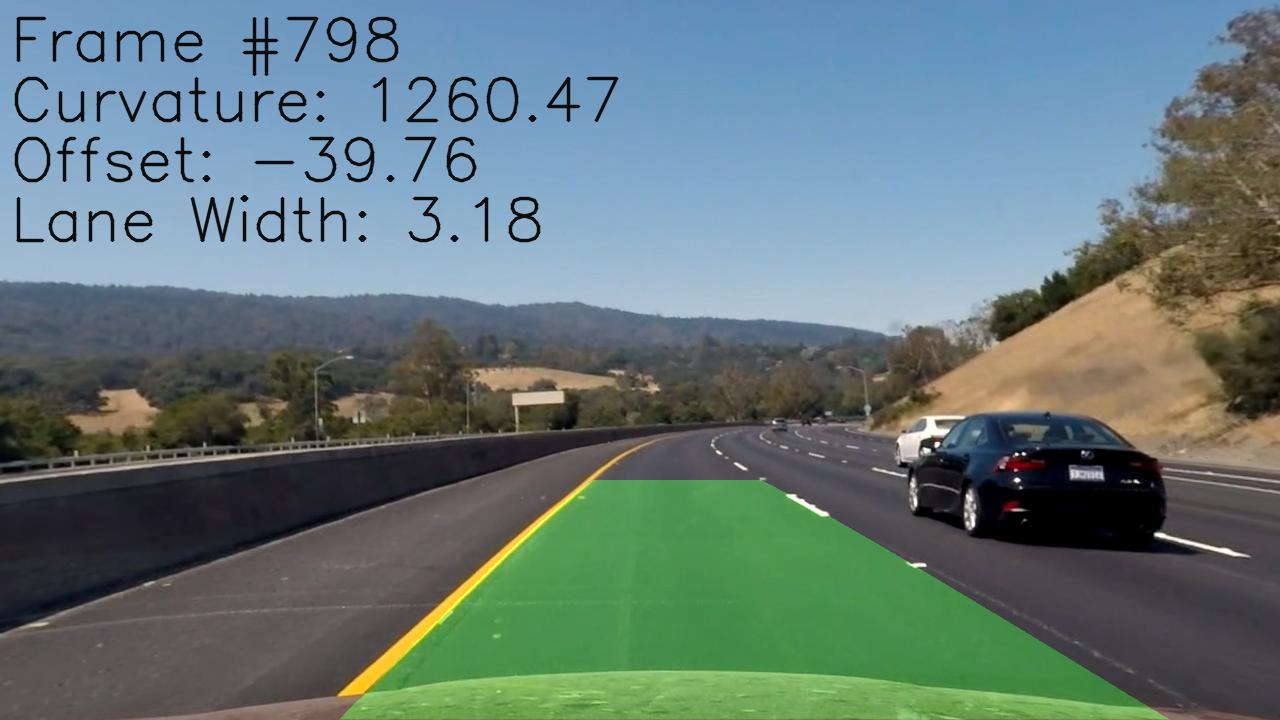 Frame #798
Curvature: 1260.47
Offset: -39.76
Lane Width: 3.18